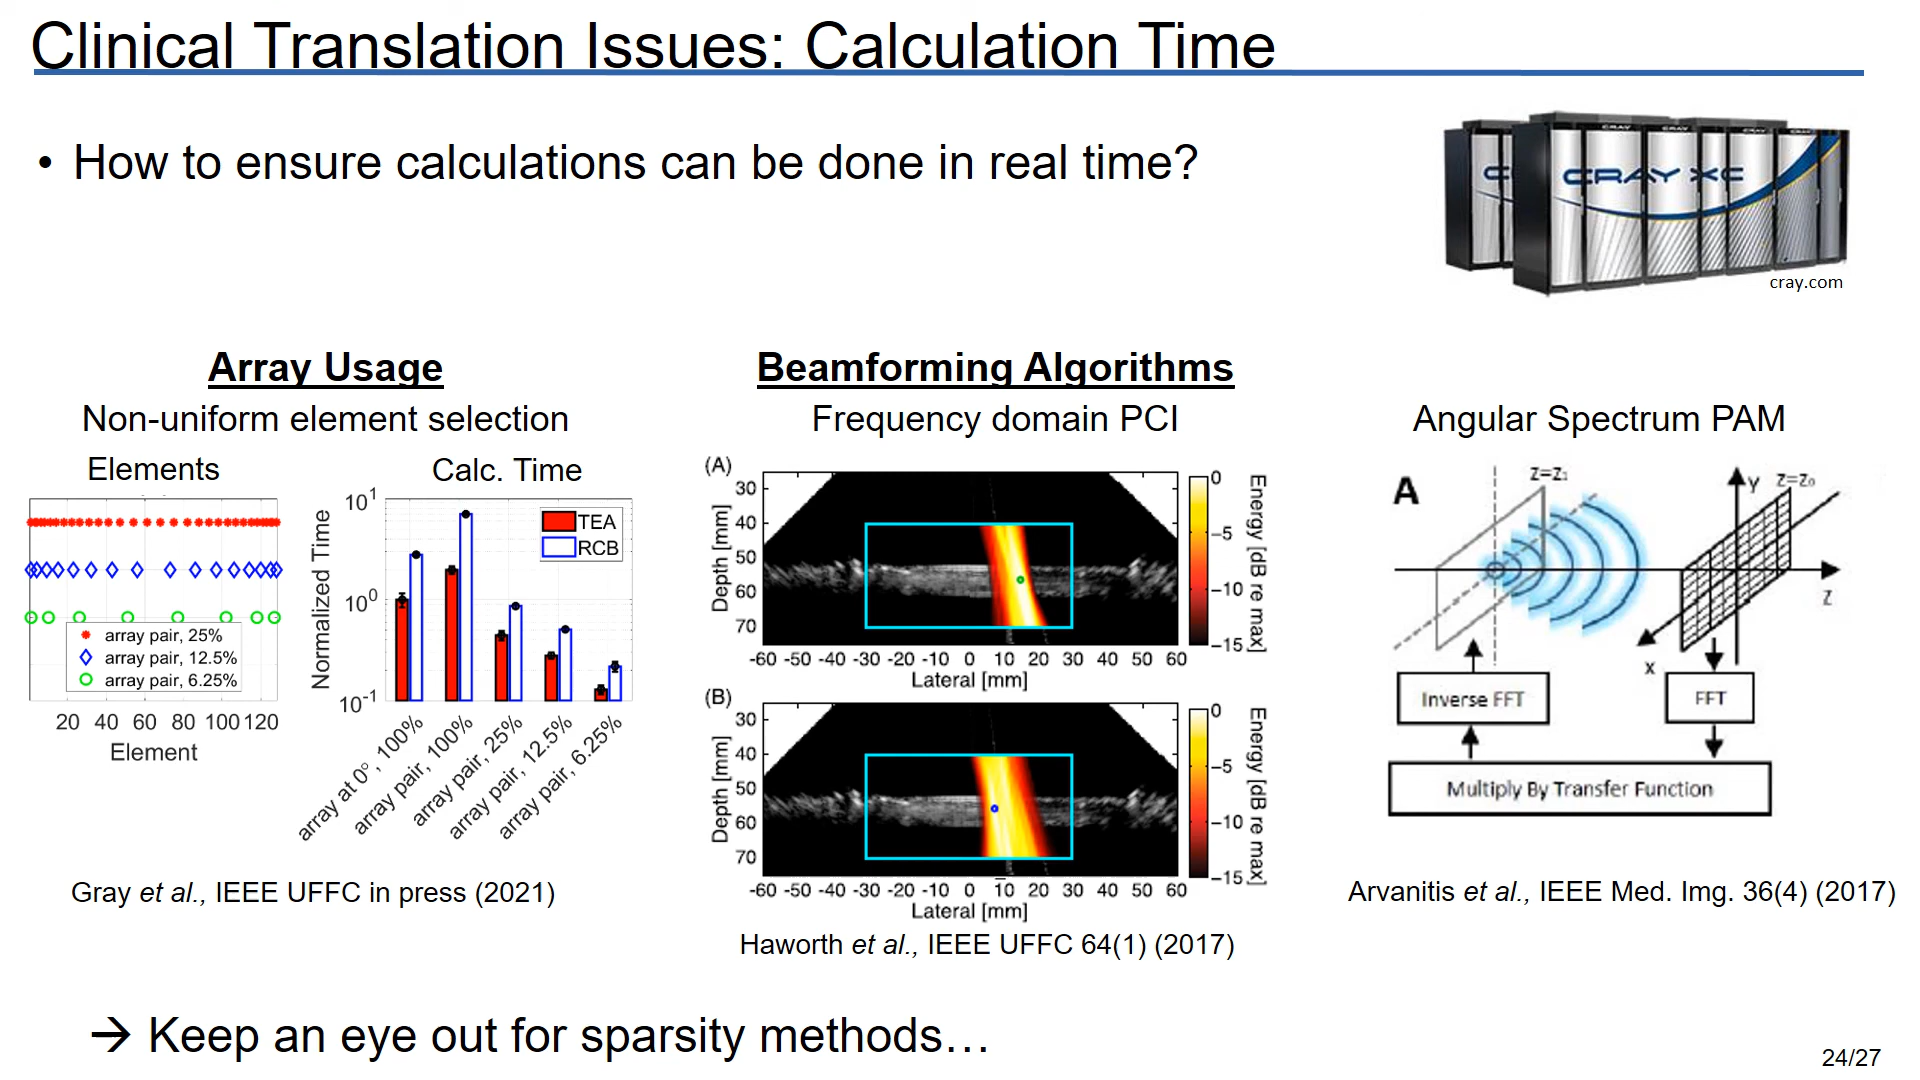 Clinical Translation Issues: Calculation Time
• How to ensure calculations can be done in real time?
CRAY XC
cray.com
Array Usage
Non-uniform element selection
Elements
Calc. Time
array pair, 25%
array pair, 12.5%
array pair, 6.25%
20 40 60 80 100 120
Element
Normalized Time
10^1
10^0
10^-1
TEA
RCB
array at 0°, 100%
array pair, 100%
array pair, 25%
array pair, 12.5%
array pair, 6.25%
Gray et al., IEEE UFFC in press (2021)
Beamforming Algorithms
Frequency domain PCI
(A)
Depth [mm]
30
40
50
60
70
-60 -50 -40 -30 -20 -10 0 10 20 30 40 50 60
Lateral [mm]
0
-5
-10
-15
Energy [dB re max]
(B)
Depth [mm]
30
40
50
60
70
-60 -50 -40 -30 -20 -10 0 10 20 30 40 50 60
Lateral [mm]
0
-5
-10
-15
Energy [dB re max]
Haworth et al., IEEE UFFC 64(1) (2017)
Angular Spectrum PAM
A
z=z₁
y z=z₀
z
x
Inverse FFT
FFT
Multiply By Transfer Function
Arvanitis et al., IEEE Med. Img. 36(4) (2017)
→ Keep an eye out for sparsity methods…
24/27